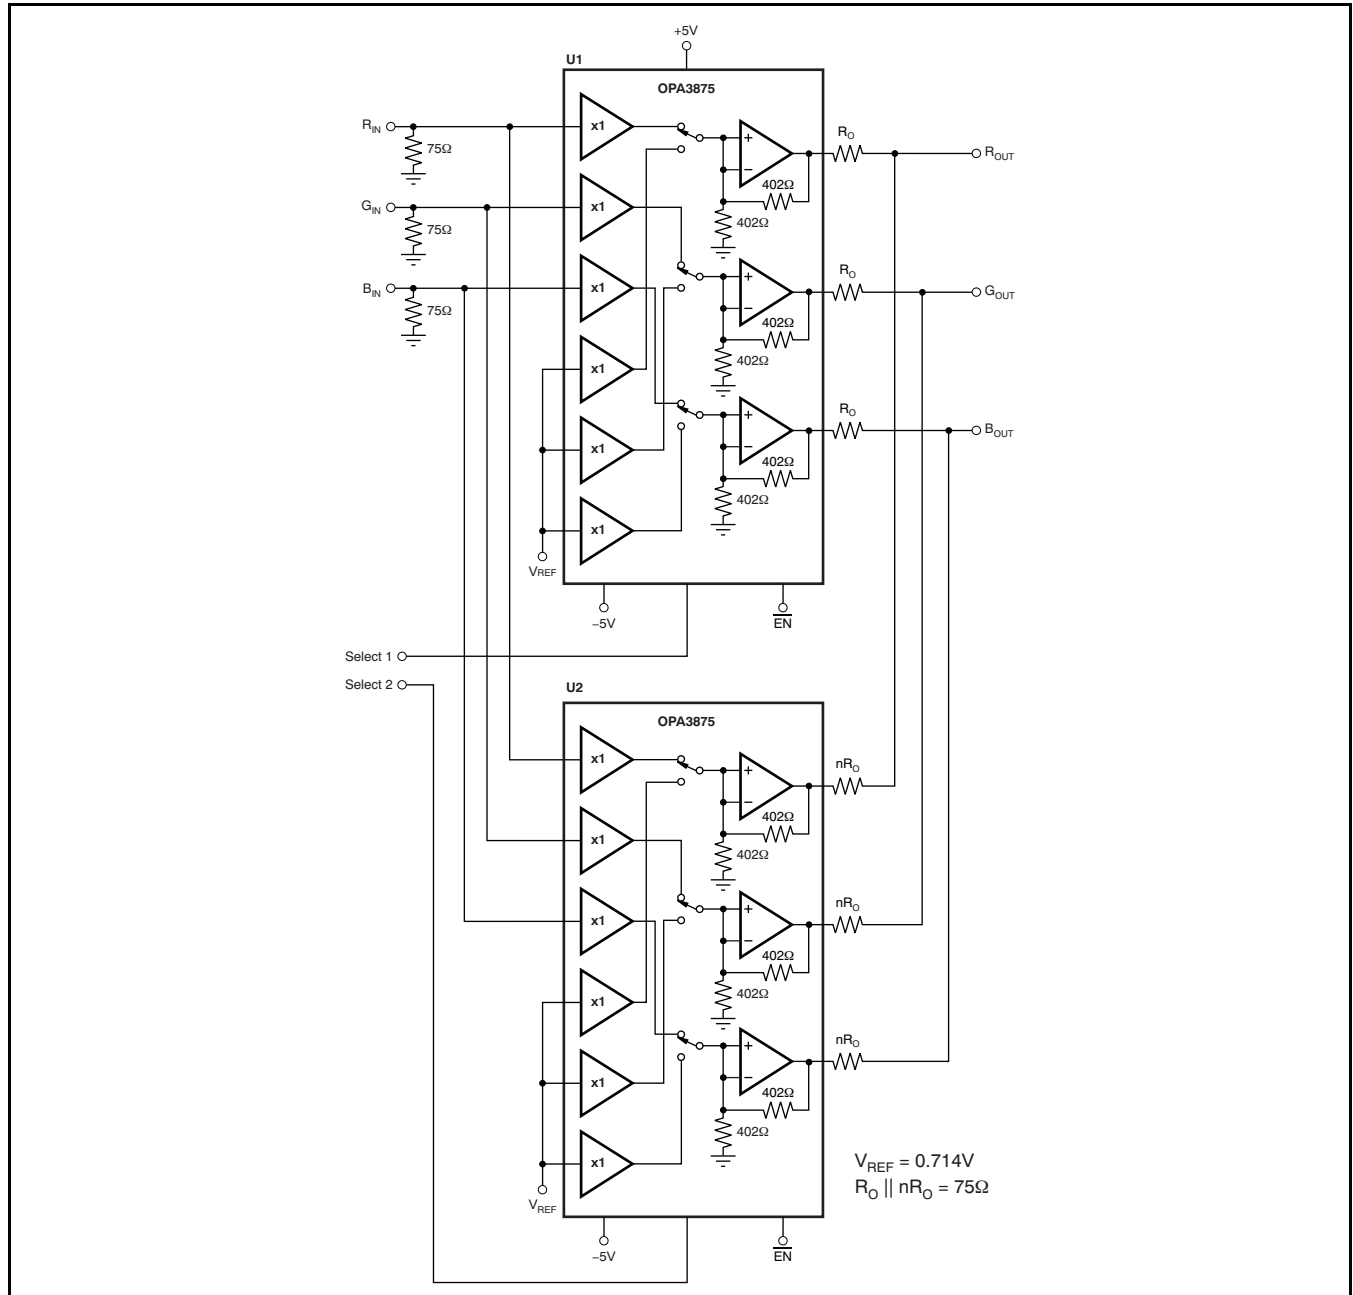 +5V
U1
OPA3875
R_IN
75Ω
G_IN
75Ω
B_IN
75Ω
x1
x1
x1
x1
x1
x1
+
−
402Ω
402Ω
R_O
R_OUT
+
−
402Ω
402Ω
R_O
G_OUT
+
−
402Ω
402Ω
R_O
B_OUT
VREF
−5V
EN
Select 1
Select 2
U2
OPA3875
x1
x1
x1
x1
x1
x1
+
−
402Ω
402Ω
nR_O
+
−
402Ω
402Ω
nR_O
+
−
402Ω
402Ω
nR_O
V_REF
−5V
EN
V_REF = 0.714V
R_O || nR_O = 75Ω